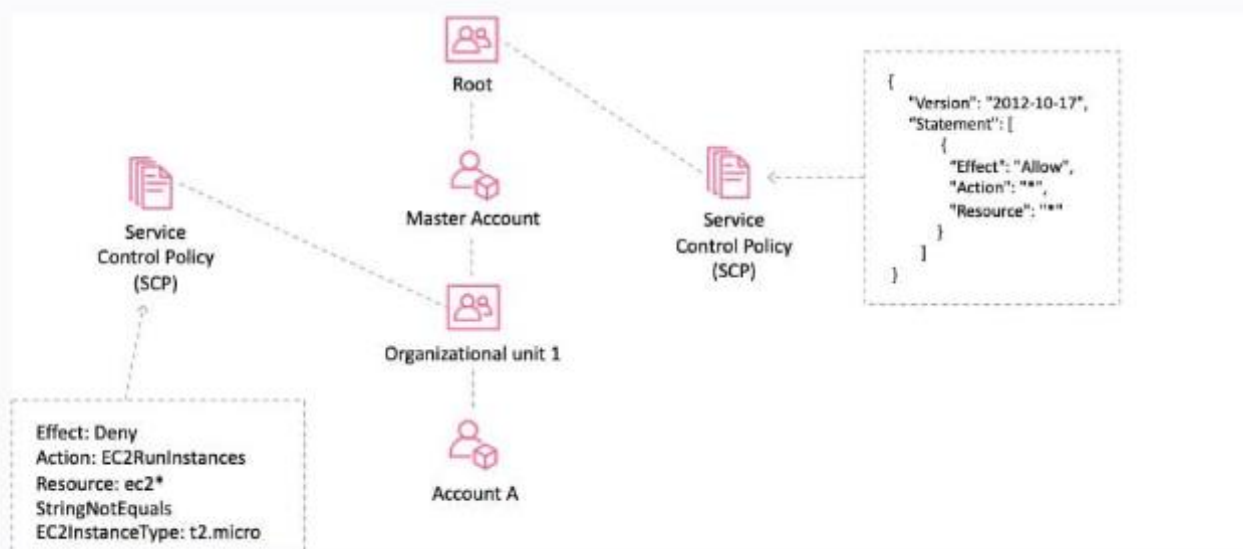 Root
Master Account
Service
Control Policy
(SCP)
Service
Control Policy
(SCP)
{
"Version": "2012-10-17",
"Statement": [
{
"Effect": "Allow",
"Action": "*",
"Resource": "*"
}
]
}
Organizational unit 1
Account A
Effect: Deny
Action: EC2RunInstances
Resource: ec2*
StringNotEquals
EC2InstanceType: t2.micro